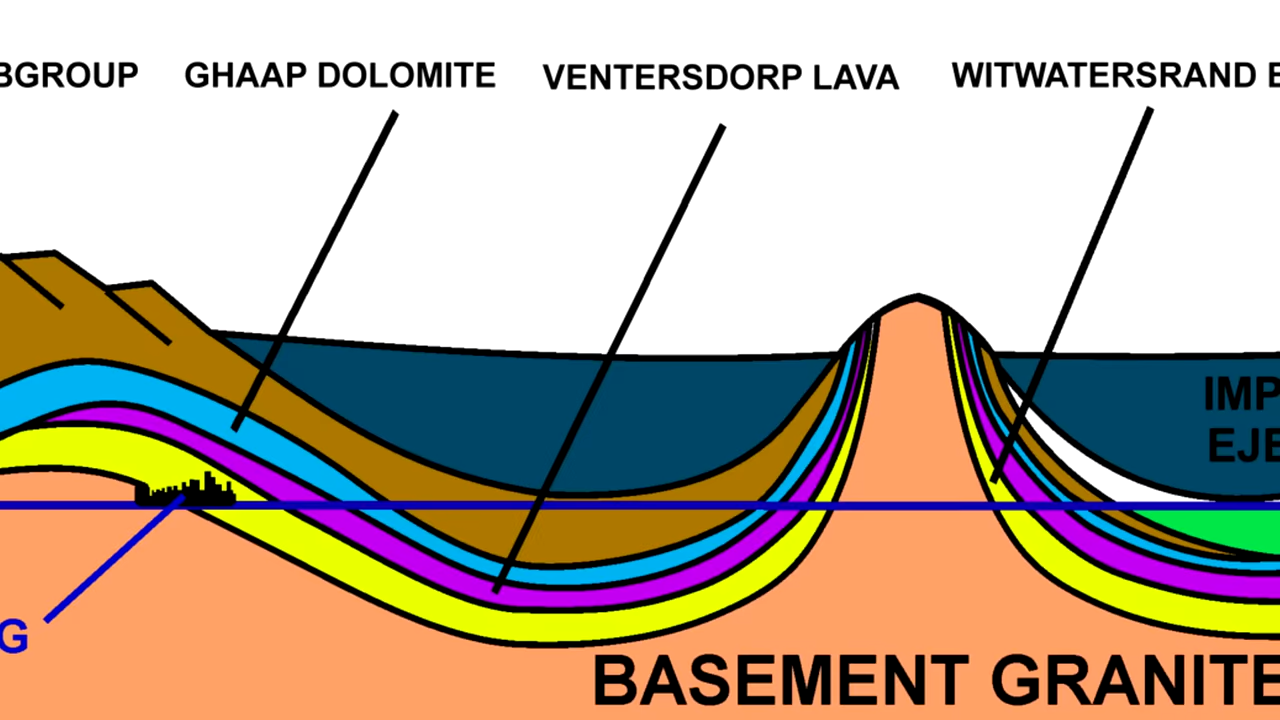 BGROUP
GHAAP DOLOMITE
VENTERSDORP LAVA
WITWATERSRAND E
IMP
EJE
G
BASEMENT GRANITE